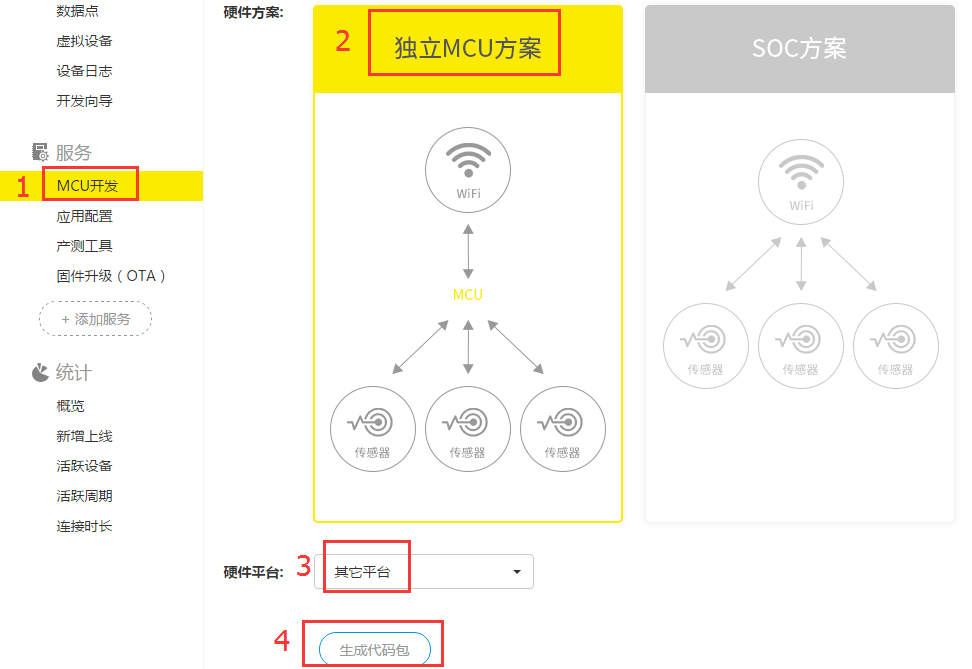 数据点
虚拟设备
设备日志
开发向导
服务
1 MCU开发
应用配置
产测工具
固件升级（OTA）
+ 添加服务
统计
概览
新增上线
活跃设备
活跃周期
连接时长
硬件方案:
2 独立MCU方案
WiFi
MCU
传感器 传感器 传感器
SOC方案
WiFi
传感器 传感器 传感器
硬件平台: 3 其它平台
4 生成代码包